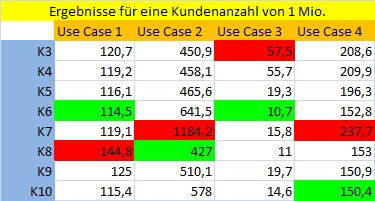 Ergebnisse für eine Kundenanzahl von 1 Mio.
Use Case 1 Use Case 2 Use Case 3 Use Case 4
K3 120,7 450,9 57,5 208,6
K4 119,2 458,1 55,7 209,9
K5 116,1 465,6 19,3 196,3
K6 114,5 641,5 10,7 152,8
K7 119,1 1184,2 15,8 237,7
K8 144,8 427 11 153
K9 125 510,1 19,7 150,9
K10 115,4 578 14,6 150,4